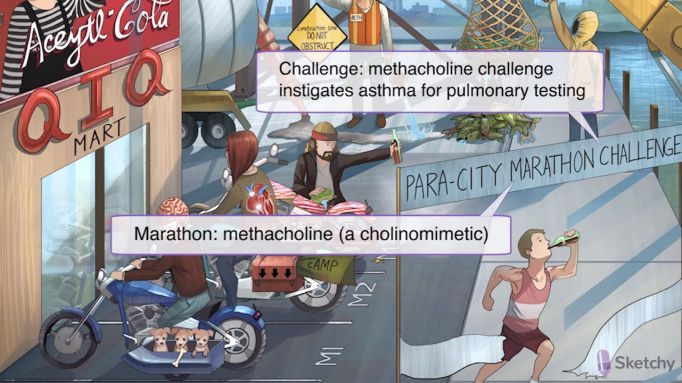 Aceytl-Cola
QIQ
MART
Construction site
DO NOT
OBSTRUCT
Challenge: methacholine challenge
instigates asthma for pulmonary testing
PARA-CITY MARATHON CHALLENGE
Marathon: methacholine (a cholinomimetic)
cAMP
M2
M1
Sketchy